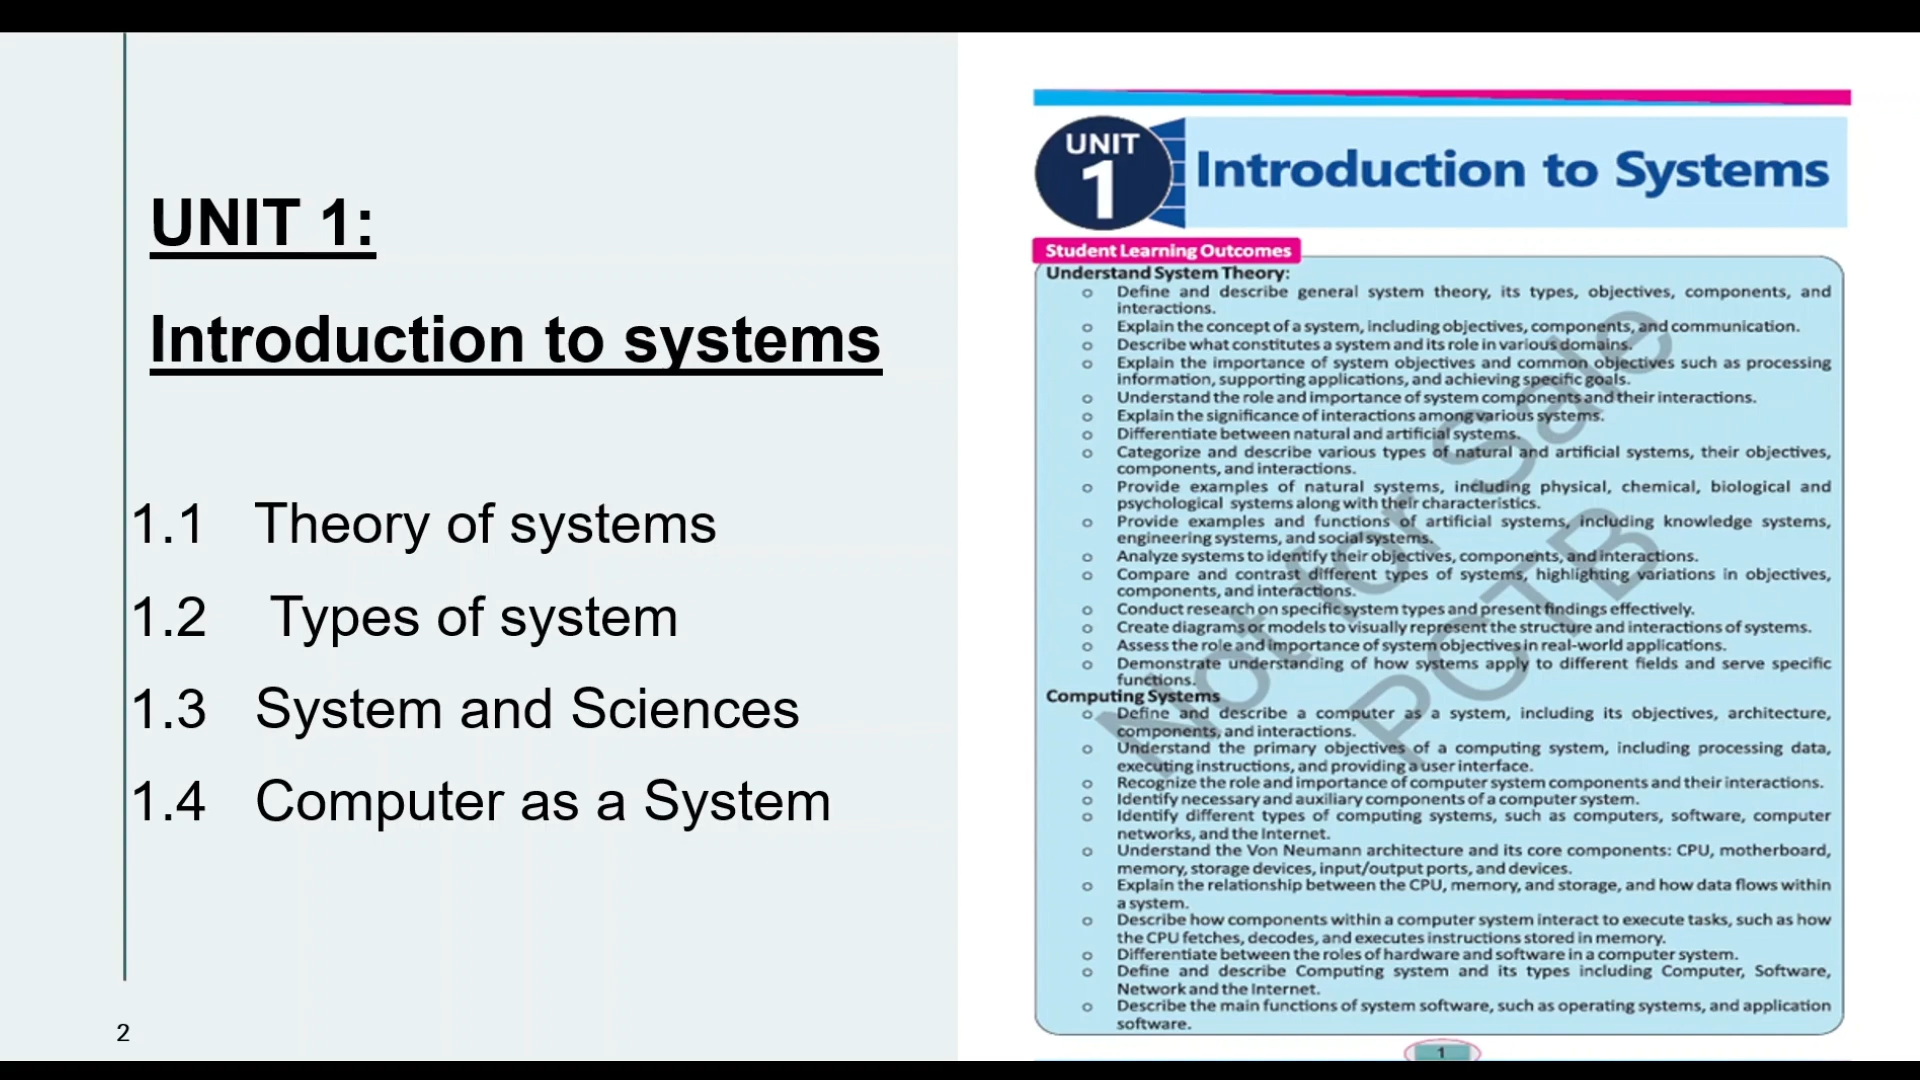 UNIT 1:
Introduction to systems
1.1 Theory of systems
1.2 Types of system
1.3 System and Sciences
1.4 Computer as a System
2
UNIT
1
Introduction to Systems
Student Learning Outcomes
Understand System Theory:
o Define and describe general system theory, its types, objectives, components, and
interactions.
o Explain the concept of a system, including objectives, components, and communication.
o Describe what constitutes a system and its role in various domains.
o Explain the importance of system objectives and common objectives such as processing
information, supporting applications, and achieving specific goals.
o Understand the role and importance of system components and their interactions.
o Explain the significance of interactions among various systems.
o Differentiate between natural and artificial systems.
o Categorize and describe various types of natural and artificial systems, their objectives,
components, and interactions.
o Provide examples of natural systems, including physical, chemical, biological and
psychological systems along with their characteristics.
o Provide examples and functions of artificial systems, including knowledge systems,
engineering systems, and social systems.
o Analyze systems to identify their objectives, components, and interactions.
o Compare and contrast different types of systems, highlighting variations in objectives,
components, and interactions.
o Conduct research on specific system types and present findings effectively.
o Create diagrams or models to visually represent the structure and interactions of systems.
o Assess the role and importance of system objectives in real-world applications.
o Demonstrate understanding of how systems apply to different fields and serve specific
functions.
Computing Systems
o Define and describe a computer as a system, including its objectives, architecture,
components, and interactions.
o Understand the primary objectives of a computing system, including processing data,
executing instructions, and providing a user interface.
o Recognize the role and importance of computer system components and their interactions.
o Identify necessary and auxiliary components of a computer system.
o Identify different types of computing systems, such as computers, software, computer
networks, and the Internet.
o Understand the Von Neumann architecture and its core components: CPU, motherboard,
memory, storage devices, input/output ports, and devices.
o Explain the relationship between the CPU, memory, and storage, and how data flows within
a system.
o Describe how components within a computer system interact to execute tasks, such as how
the CPU fetches, decodes, and executes instructions stored in memory.
o Differentiate between the roles of hardware and software in a computer system.
o Define and describe Computing system and its types including Computer, Software,
Network and the Internet.
o Describe the main functions of system software, such as operating systems, and application
software.
Not for Sale
PCTB
1